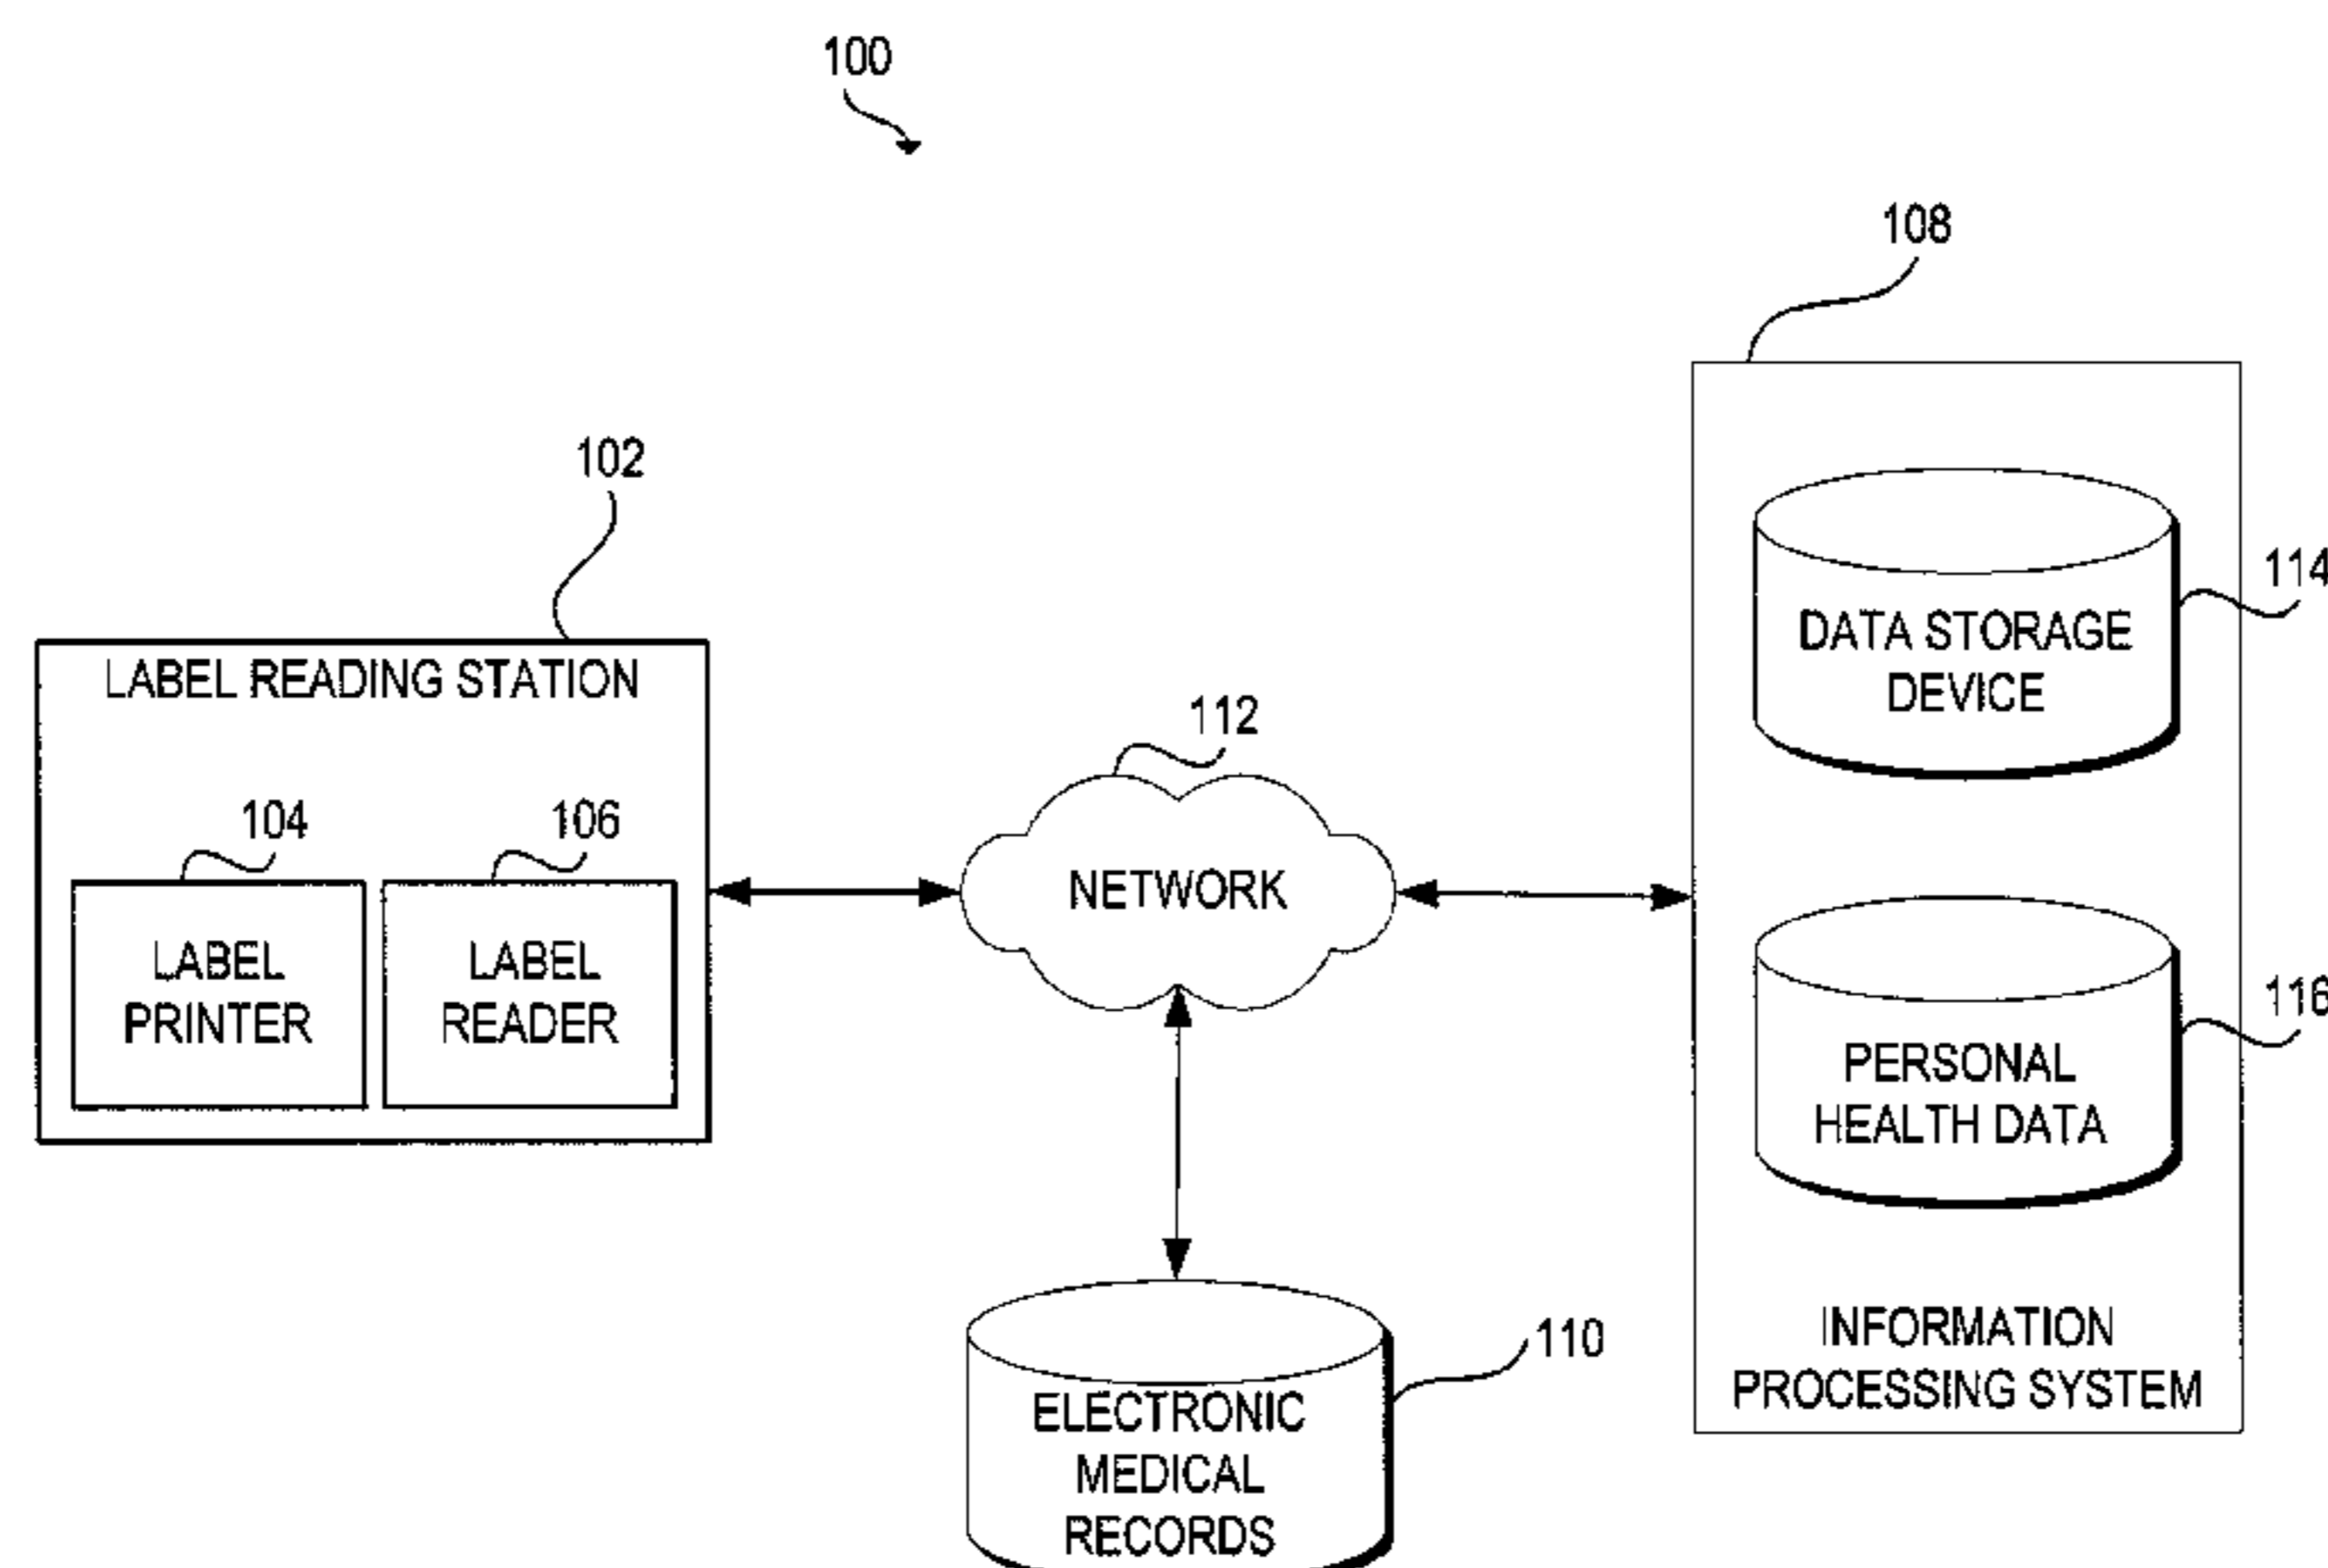 100
108
102
114
LABEL READING STATION
DATA STORAGE
DEVICE
112
104
106
NETWORK
LABEL
PRINTER
LABEL
READER
116
PERSONAL
HEALTH DATA
110
INFORMATION
PROCESSING SYSTEM
ELECTRONIC
MEDICAL
RECORDS